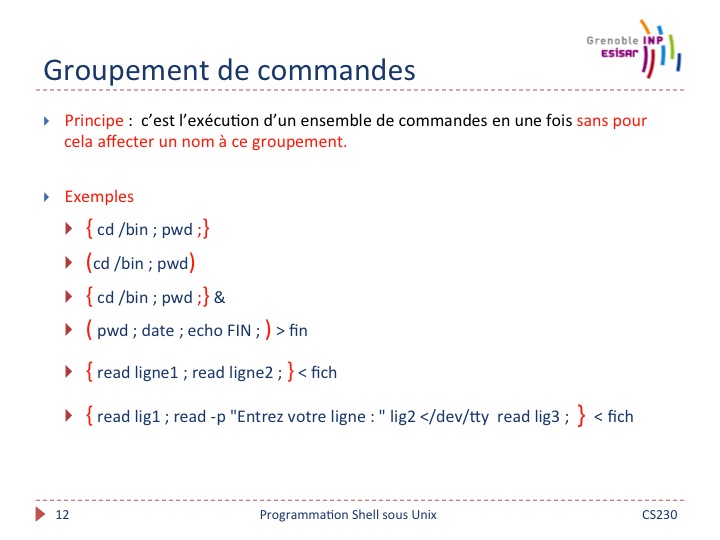 Grenoble INP
ESISAR
Groupement de commandes
Principe : c’est l’exécution d’un ensemble de commandes en une fois sans pour
cela affecter un nom à ce groupement.
Exemples
{ cd /bin ; pwd ;}
(cd /bin ; pwd)
{ cd /bin ; pwd ;} &
( pwd ; date ; echo FIN ; ) > fin
{ read ligne1 ; read ligne2 ; } < fich
{ read lig1 ; read -p "Entrez votre ligne : " lig2 </dev/tty read lig3 ; } < fich
12
Programmation Shell sous Unix
CS230